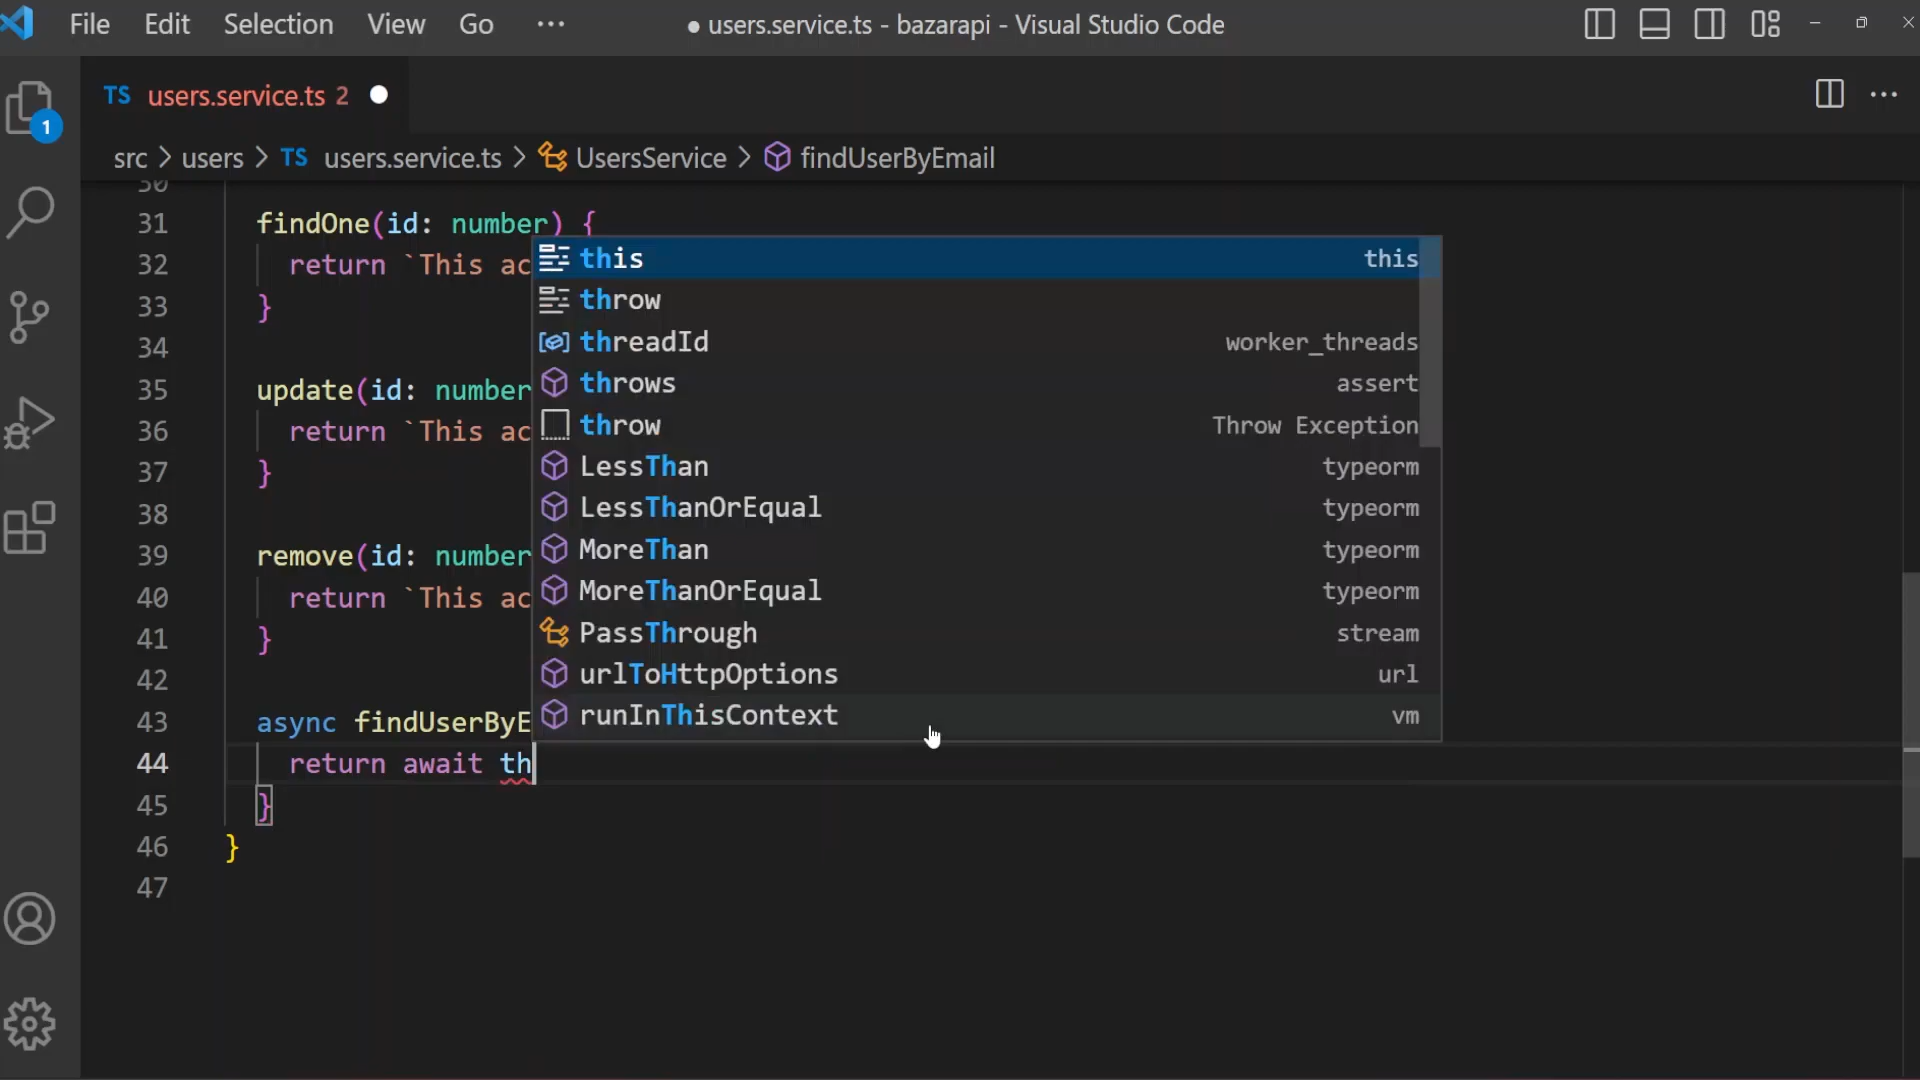 File Edit Selection View Go ··· ● users.service.ts - bazarapi - Visual Studio Code
TS users.service.ts 2 ●
1
src > users > TS users.service.ts > UsersService > findUserByEmail
30
31 findOne(id: number) {
32 return `This ac
33 }
34
35 update(id: number
36 return `This ac
37 }
38
39 remove(id: number
40 return `This ac
41 }
42
43 async findUserByE
44 return await th
45 }
46 }
47
this this
throw
threadId worker_threads
throws assert
throw Throw Exception
LessThan typeorm
LessThanOrEqual typeorm
MoreThan typeorm
MoreThanOrEqual typeorm
PassThrough stream
urlToHttpOptions url
runInThisContext vm